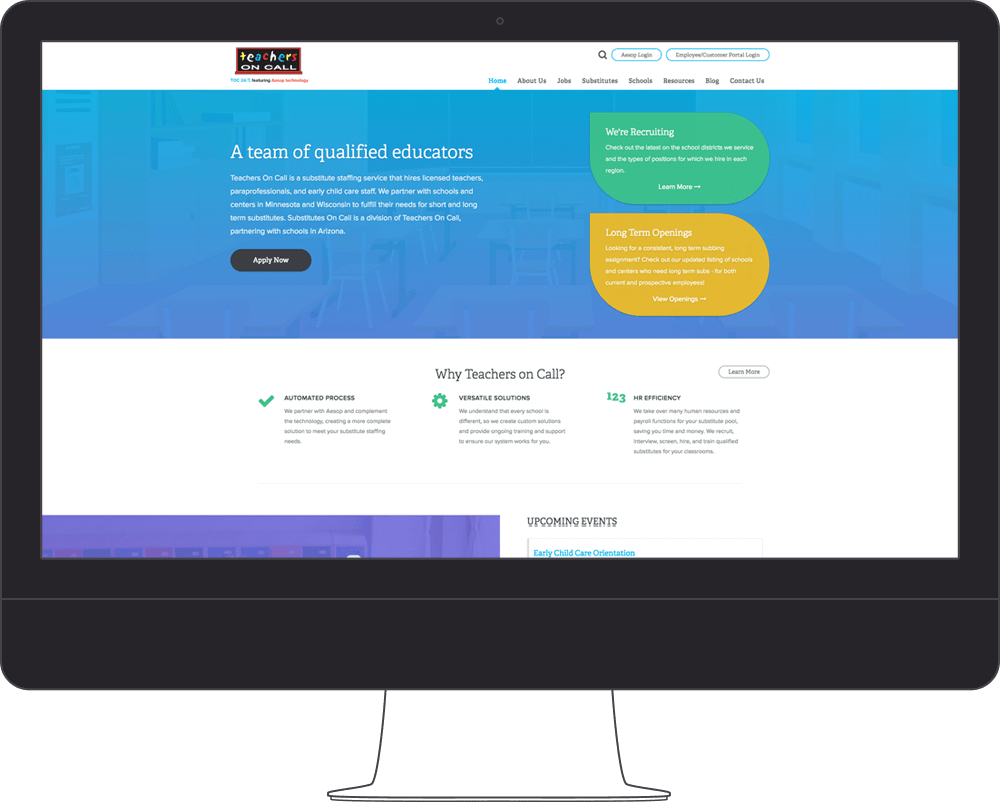 teachers
ON CALL
TOC 24/7, featuring Aesop technology
Aesop Login
Employee/Customer Portal Login
Home
About Us
Jobs
Substitutes
Schools
Resources
Blog
Contact Us
A team of qualified educators
Teachers On Call is a substitute staffing service that hires licensed teachers,
paraprofessionals, and early child care staff. We partner with schools and
centers in Minnesota and Wisconsin to fulfill their needs for short and long
term substitutes. Substitutes On Call is a division of Teachers On Call,
partnering with schools in Arizona.
Apply Now
We're Recruiting
Check out the latest on the school districts we service
and the types of positions for which we hire in each
region.
Learn More →
Long Term Openings
Looking for a consistent, long term subbing
assignment? Check out our updated listing of schools
and centers who need long term subs - for both
current and prospective employees!
View Openings →
Why Teachers on Call?
Learn More
AUTOMATED PROCESS
We partner with Aesop and complement
the technology, creating a more complete
solution to meet your substitute staffing
needs.
VERSATILE SOLUTIONS
We understand that every school is
different, so we create custom solutions
and provide ongoing training and support
to ensure our system works for you.
123
HR EFFICIENCY
We take over many human resources and
payroll functions for your substitute pool,
saving you time and money. We recruit,
interview, screen, hire, and train qualified
substitutes for your classrooms.
UPCOMING EVENTS
Early Child Care Orientation